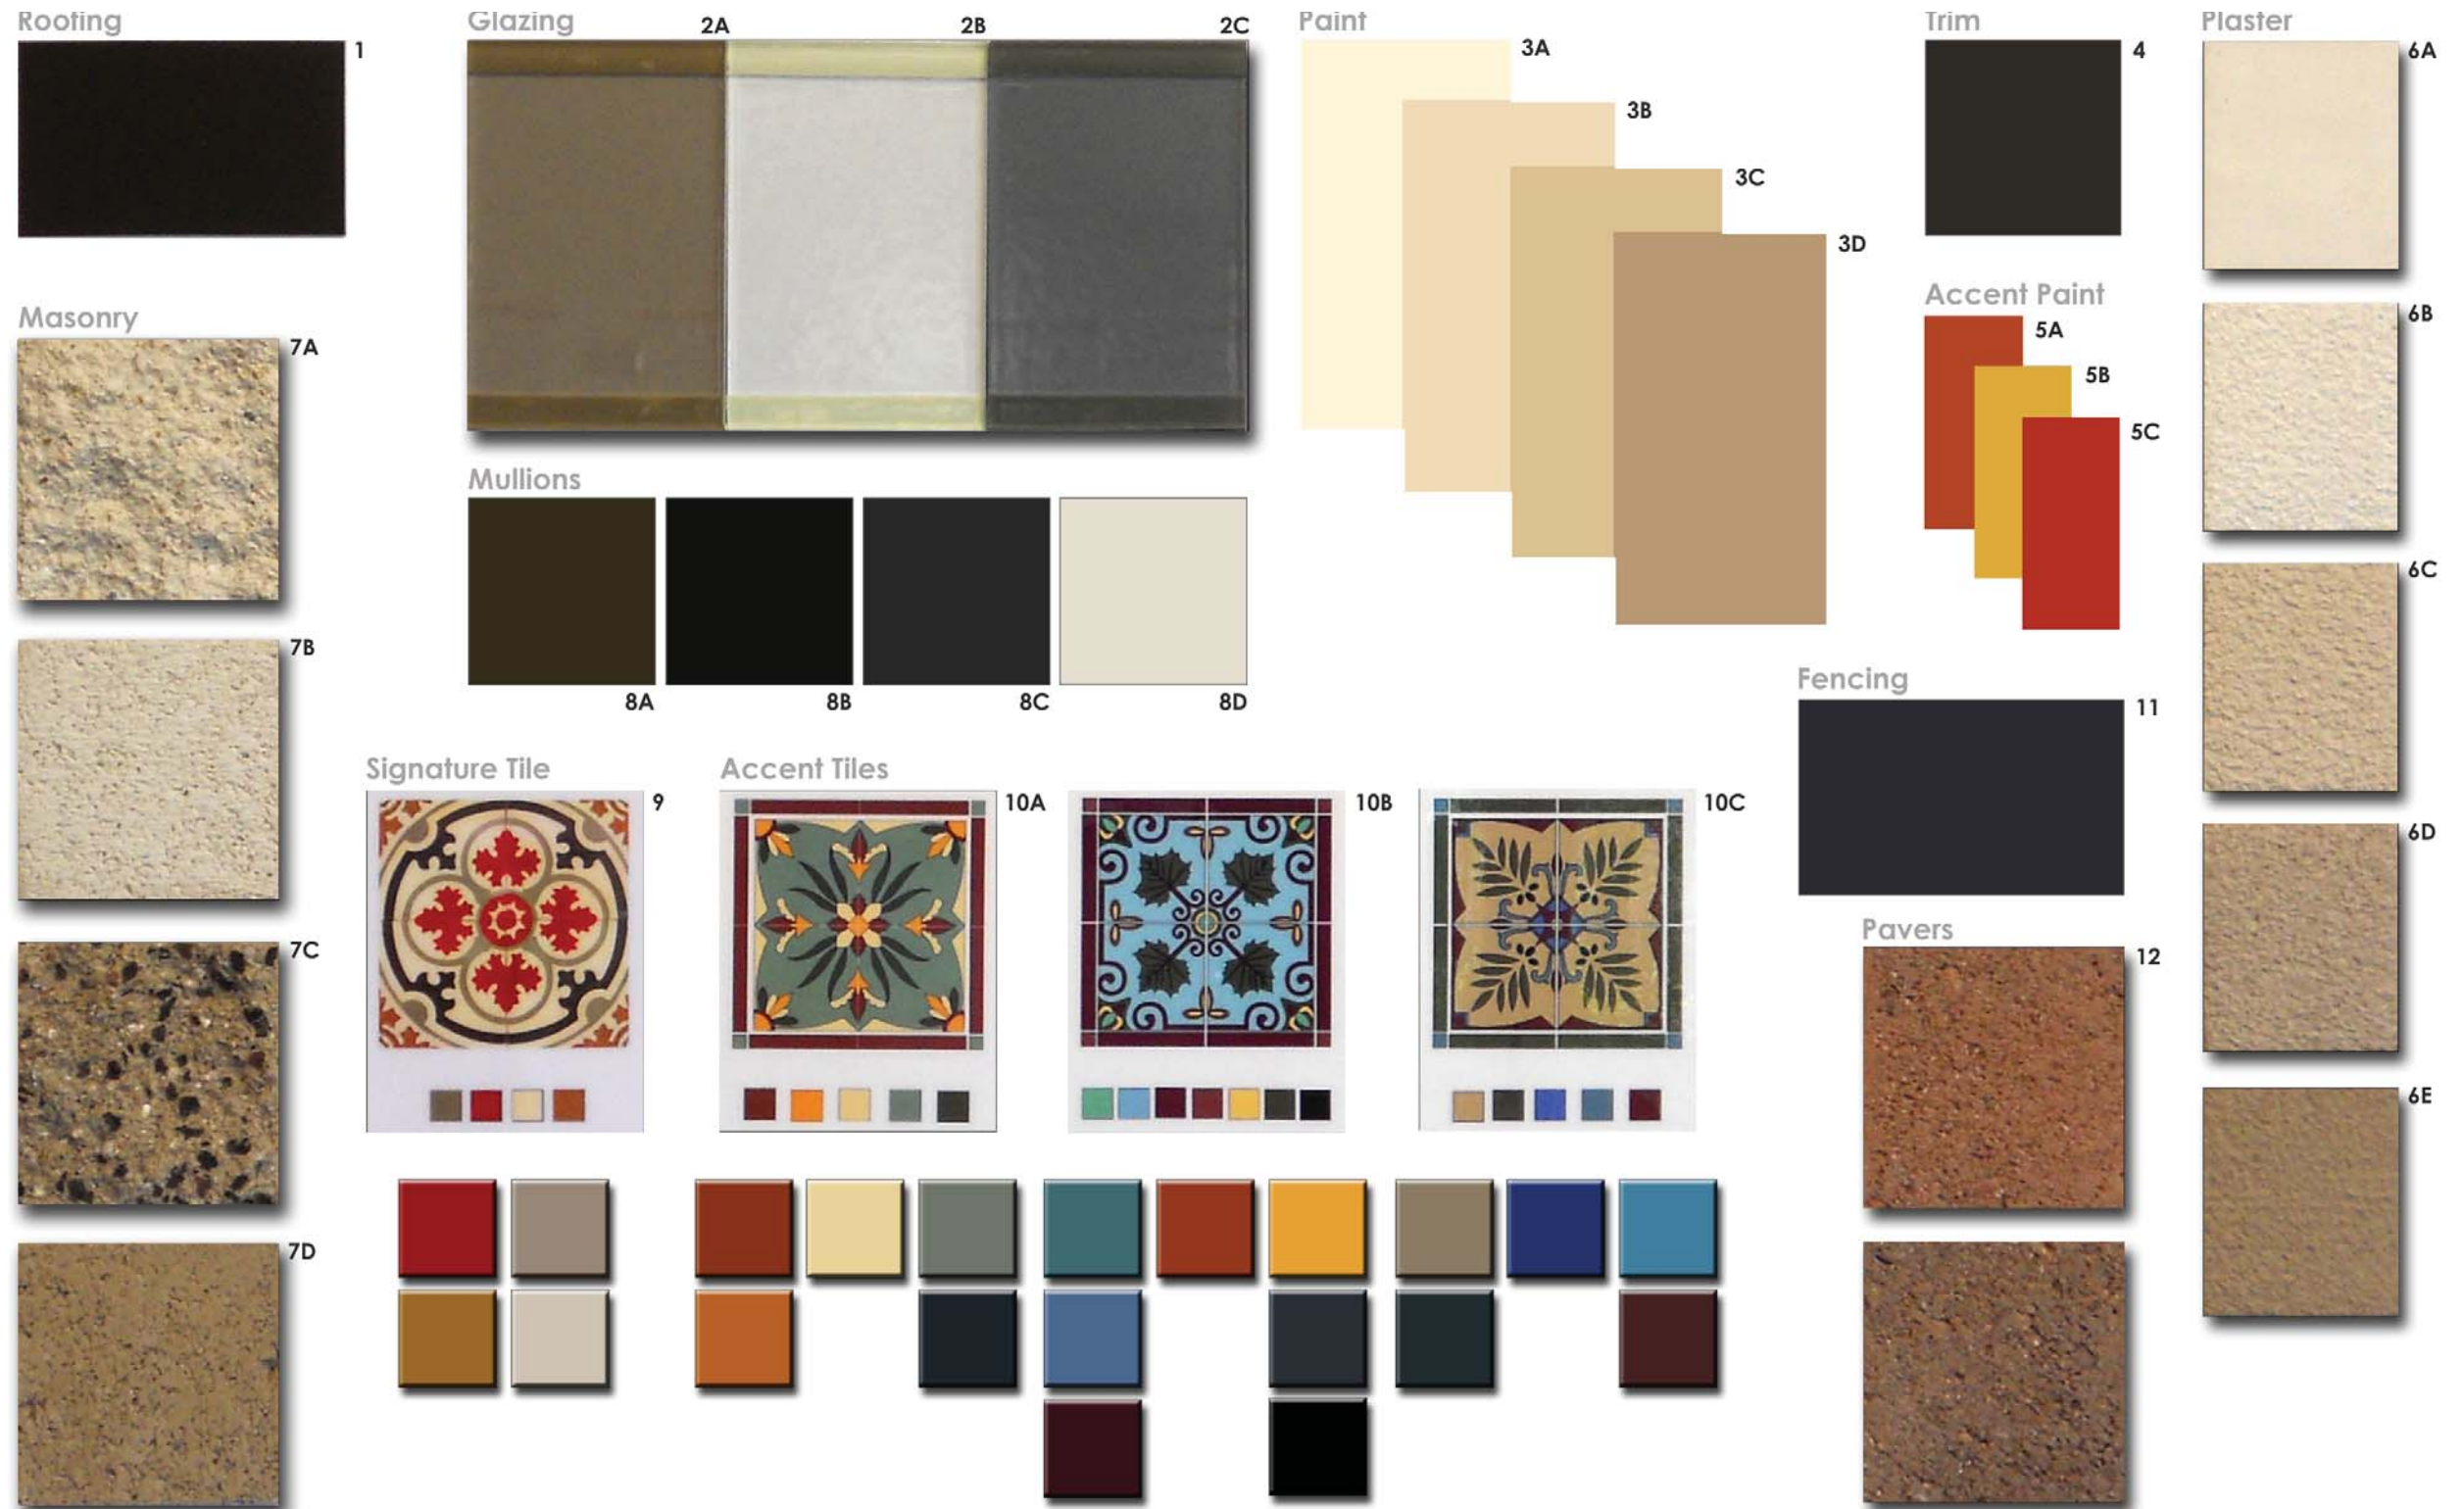 Roofing
1
Glazing
2A
2B
2C
Paint
3A
3B
3C
3D
Trim
4
Plaster
6A
6B
6C
6D
6E
Accent Paint
5A
5B
5C
Masonry
7A
7B
7C
7D
Mullions
8A
8B
8C
8D
Fencing
11
Signature Tile
9
Accent Tiles
10A
10B
10C
Pavers
12